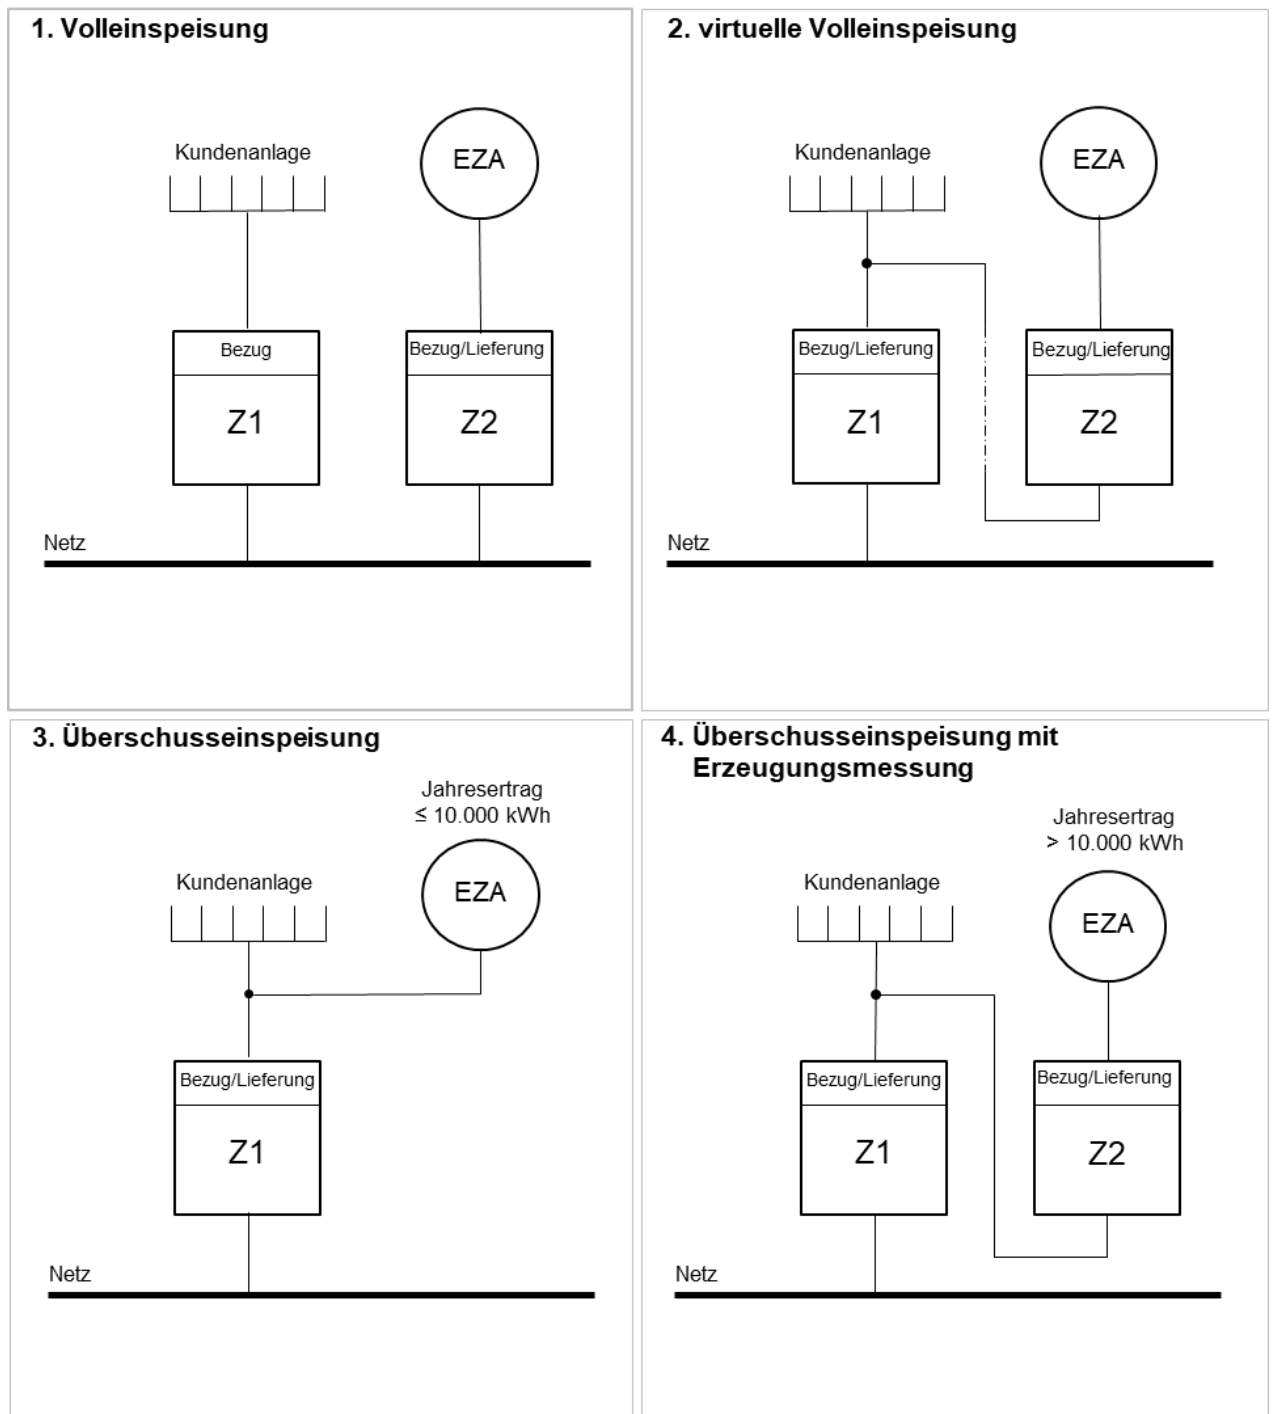 1. Volleinspeisung
Kundenanlage
EZA
Bezug
Bezug/Lieferung
Z1
Z2
Netz
2. virtuelle Volleinspeisung
Kundenanlage
EZA
Bezug/Lieferung
Bezug/Lieferung
Z1
Z2
Netz
3. Überschusseinspeisung
Jahresertrag
≤ 10.000 kWh
Kundenanlage
EZA
Bezug/Lieferung
Z1
Netz
4. Überschusseinspeisung mit
Erzeugungsmessung
Jahresertrag
> 10.000 kWh
Kundenanlage
EZA
Bezug/Lieferung
Bezug/Lieferung
Z1
Z2
Netz